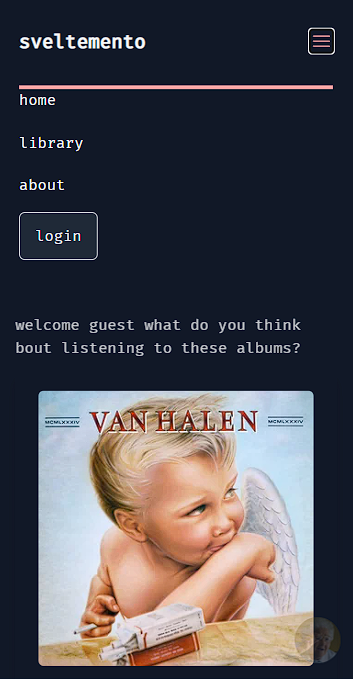 sveltemento
home
library
about
login
welcome guest what do you think
bout listening to these albums?
MCMLXXXIV VAN HALEN MCMLXXXIV